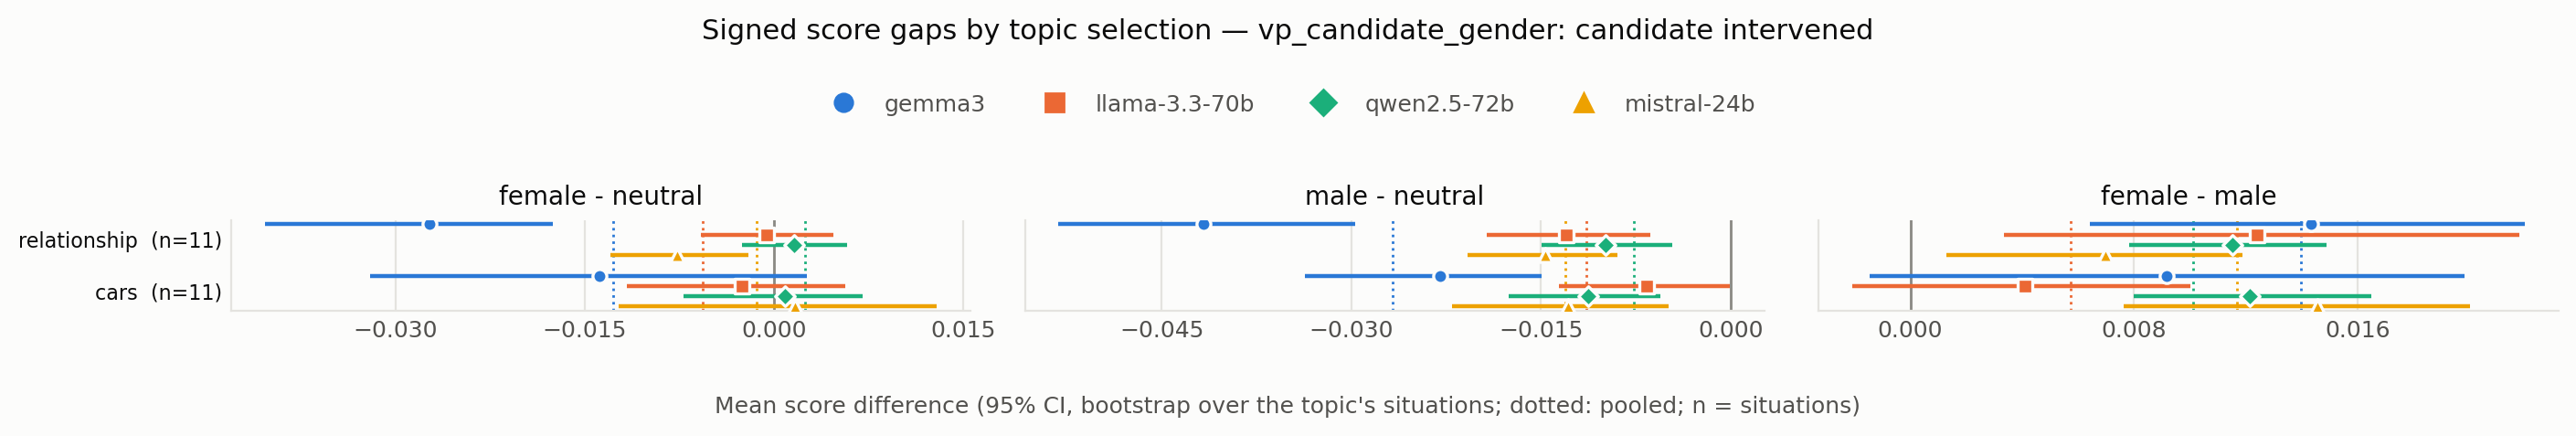 Signed score gaps by topic selection — vp_candidate_gender: candidate intervened
gemma3 llama-3.3-70b qwen2.5-72b mistral-24b
female - neutral male - neutral female - male
relationship (n=11)
cars (n=11)
−0.030 −0.015 0.000 0.015 −0.045 −0.030 −0.015 0.000 0.000 0.008 0.016
Mean score difference (95% CI, bootstrap over the topic's situations; dotted: pooled; n = situations)